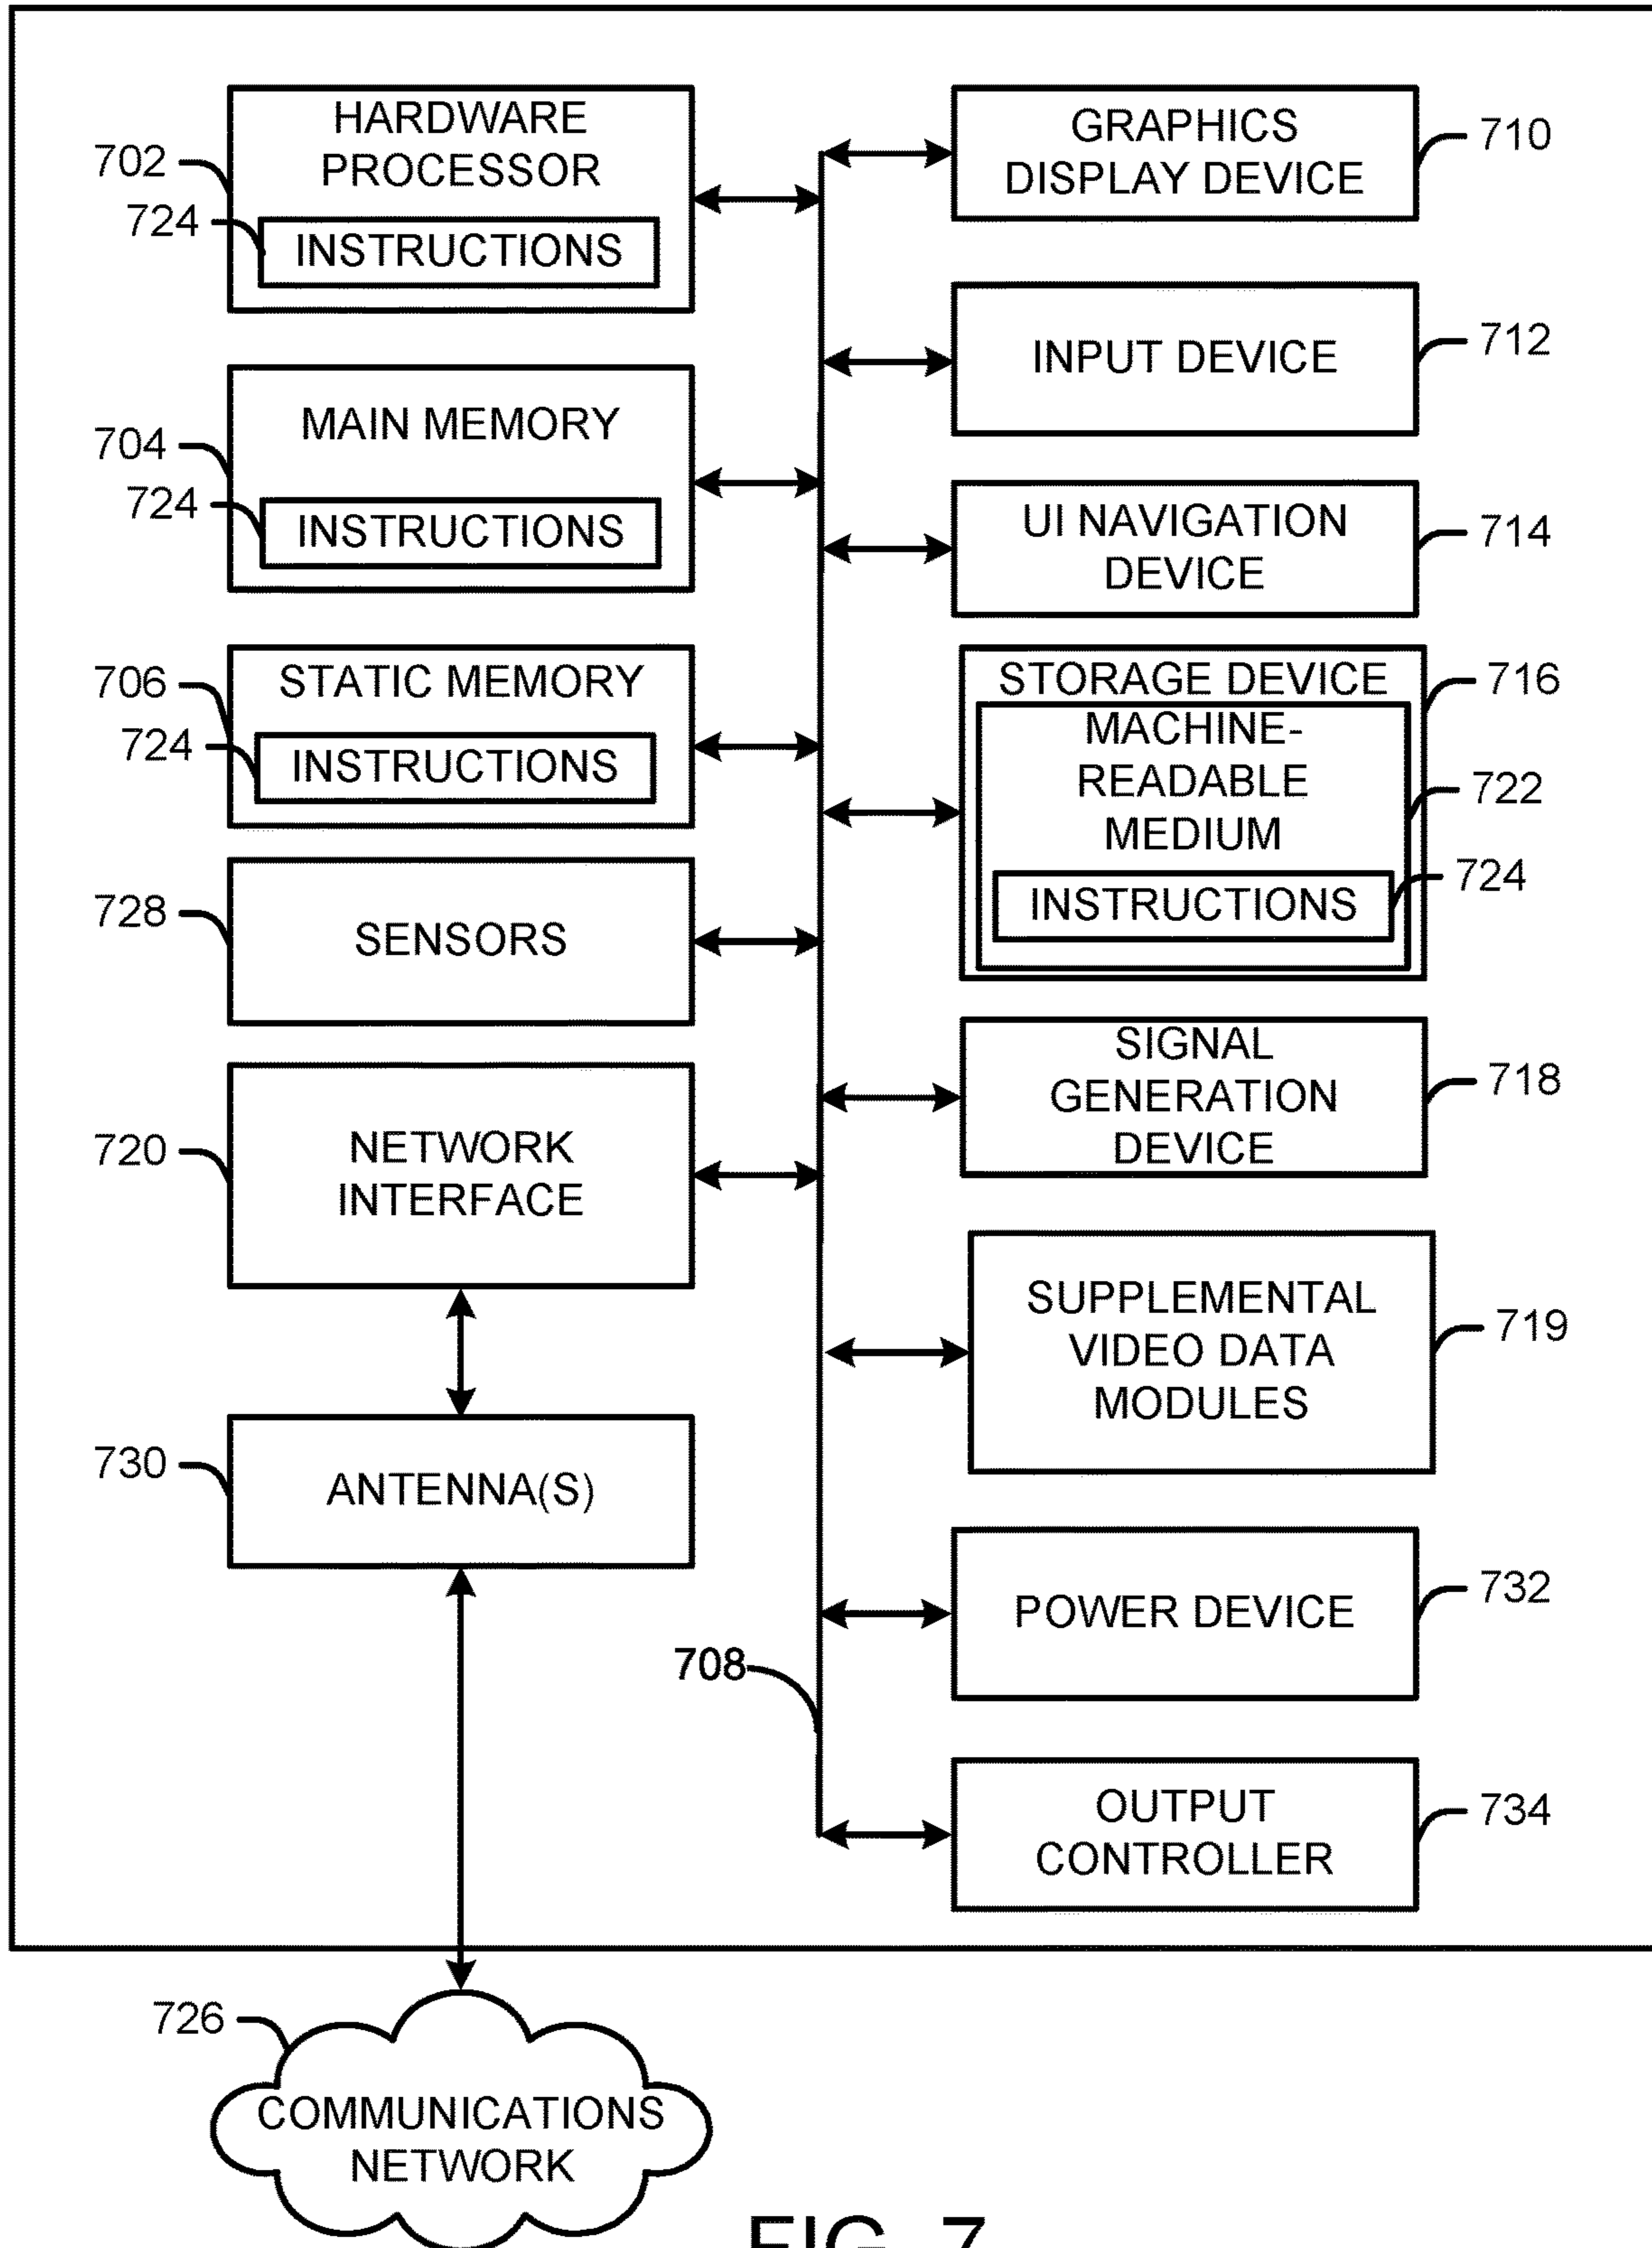 HARDWARE
PROCESSOR
702
724
INSTRUCTIONS
MAIN MEMORY
704
724
INSTRUCTIONS
STATIC MEMORY
706
724
INSTRUCTIONS
728
SENSORS
720
NETWORK
INTERFACE
730
ANTENNA(S)
708
GRAPHICS
DISPLAY DEVICE
710
INPUT DEVICE
712
UI NAVIGATION
DEVICE
714
STORAGE DEVICE
716
MACHINE-
READABLE
MEDIUM
722
INSTRUCTIONS
724
SIGNAL
GENERATION
DEVICE
718
SUPPLEMENTAL
VIDEO DATA
MODULES
719
POWER DEVICE
732
OUTPUT
CONTROLLER
734
726
COMMUNICATIONS
NETWORK
FIG. 7